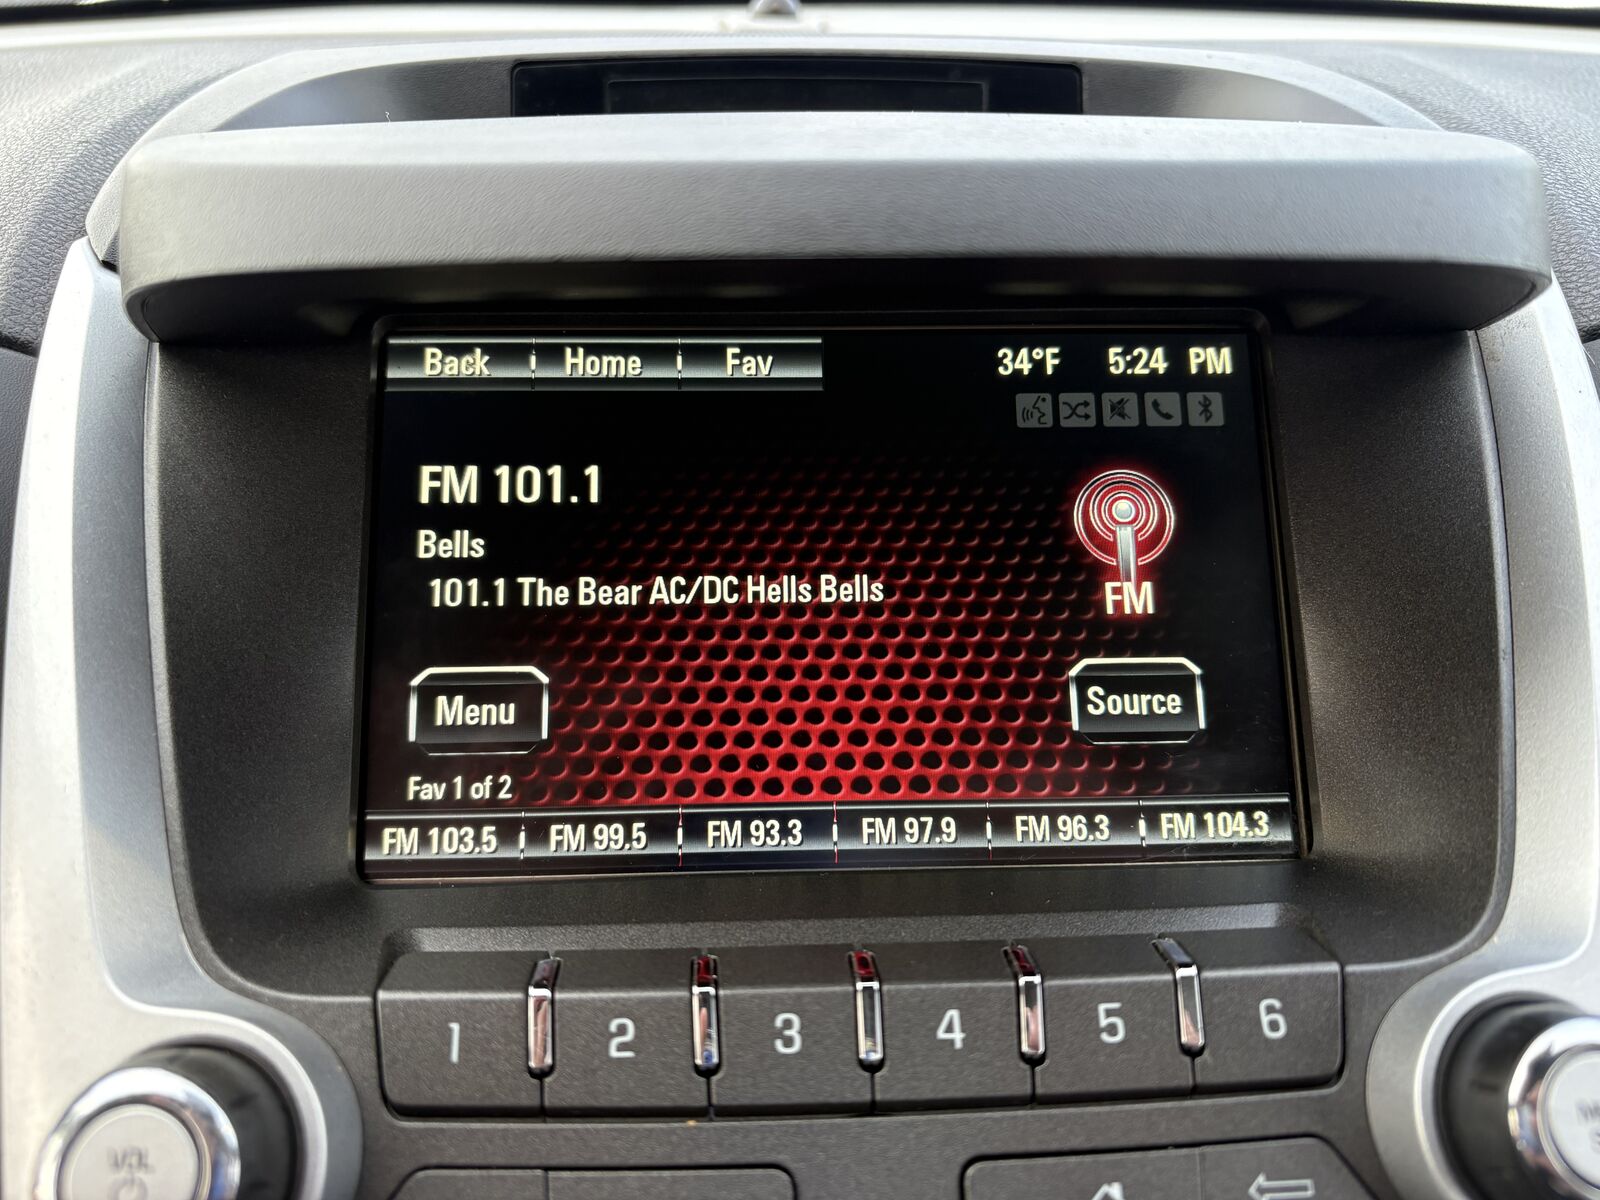 Back Home Fav 34°F 5:24 PM
FM 101.1
Bells
101.1 The Bear AC/DC Hells Bells
FM
Menu Source
Fav 1 of 2
FM 103.5 FM 99.5 FM 93.3 FM 97.9 FM 96.3 FM 104.3
1 2 3 4 5 6
VOL